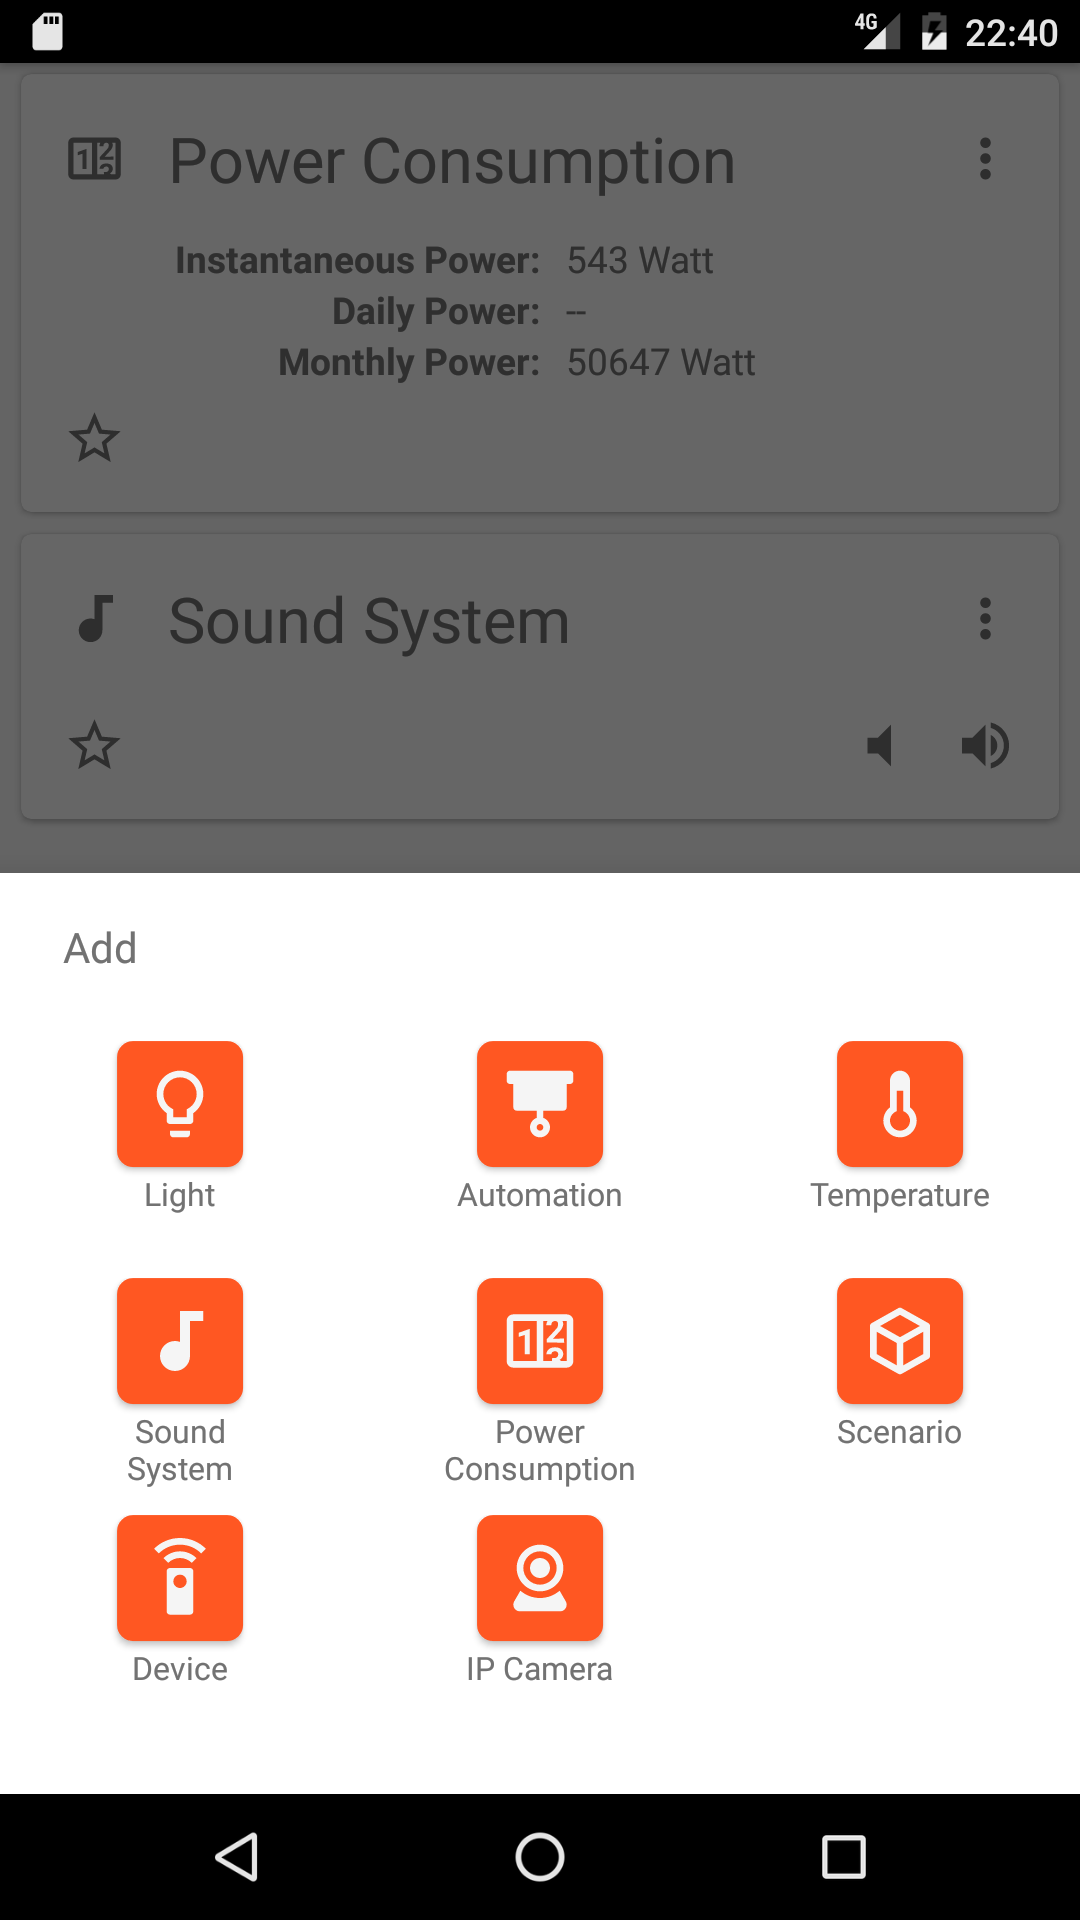 4G 22:40
Power Consumption
Instantaneous Power: 543 Watt
Daily Power: --
Monthly Power: 50647 Watt
Sound System
Add
Light Automation Temperature
Sound System
Power Consumption
Scenario
Device IP Camera